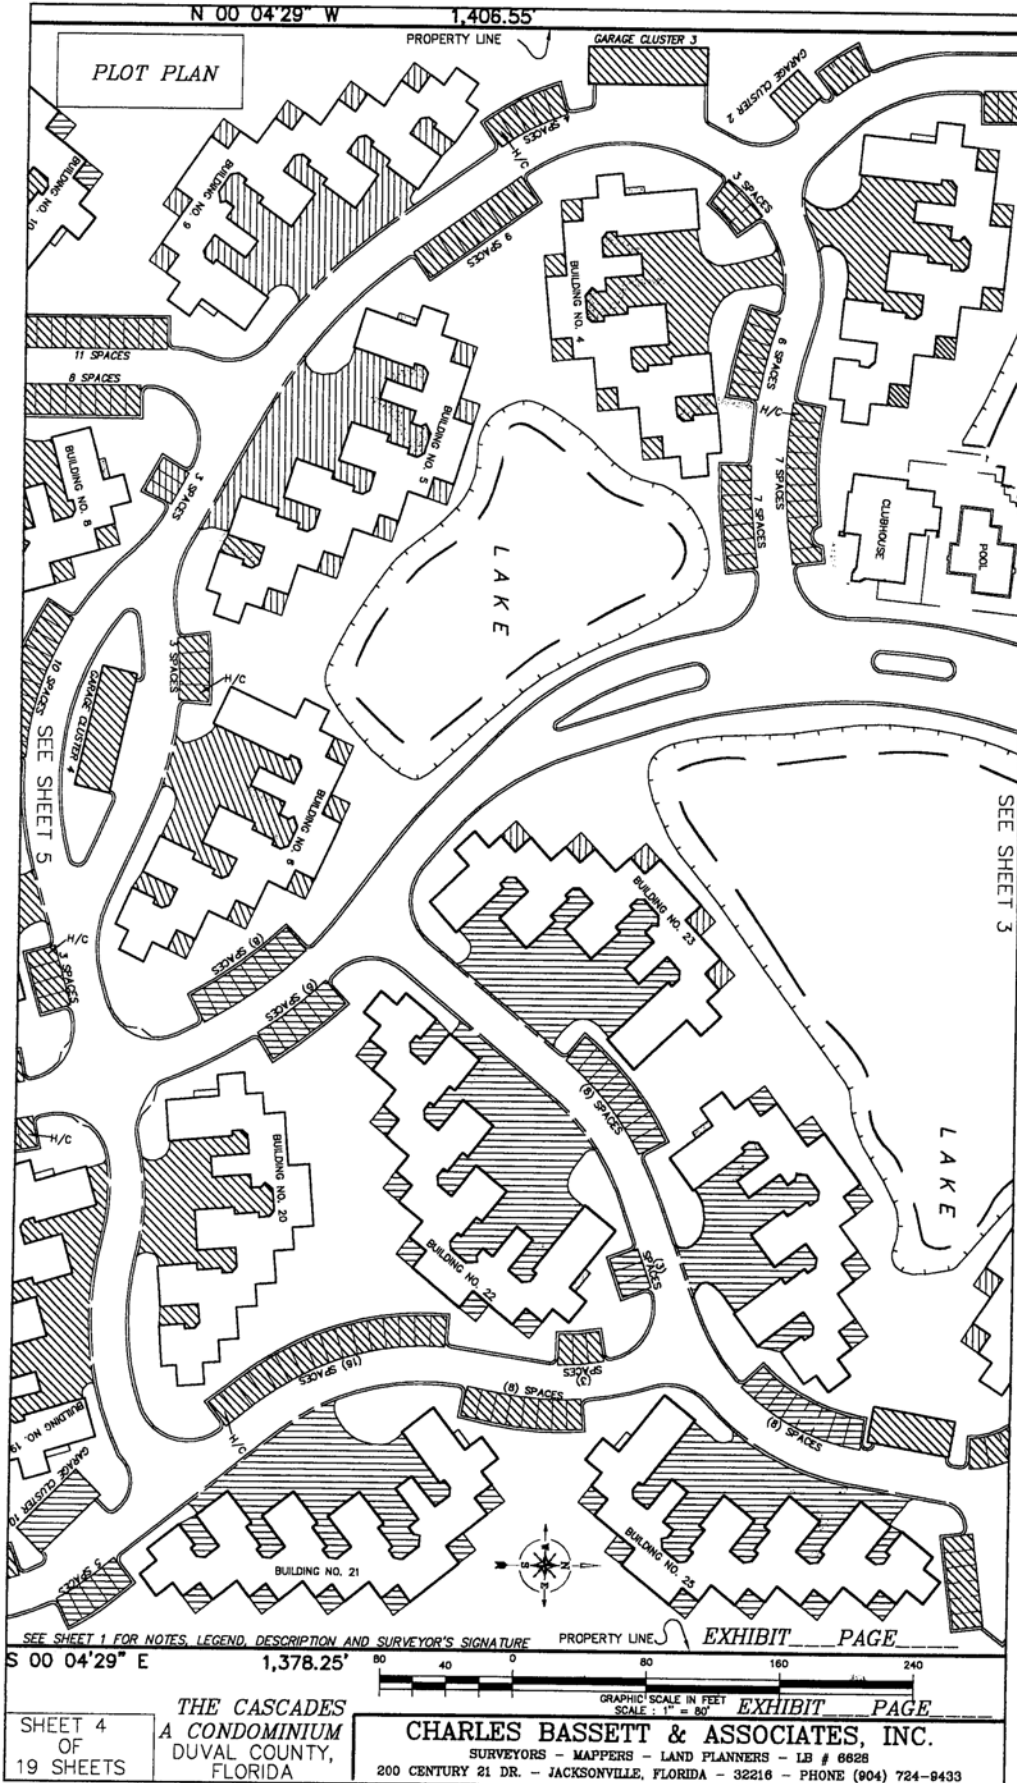 N 00 04'29" W 1,406.55'
PROPERTY LINE
GARAGE CLUSTER 3
PLOT PLAN
GARAGE CLUSTER 2
4 SPACES
H/C
BUILDING NO. 10
BUILDING NO. 9
3 SPACES
9 SPACES
BUILDING NO. 4
11 SPACES
8 SPACES
6 SPACES
H/C
BUILDING NO. 5
BUILDING NO. 8
3 SPACES
7 SPACES
7 SPACES
CLUBHOUSE
POOL
LAKE
3 SPACES
H/C
10 SPACES
GARAGE CLUSTER 4
SEE SHEET 5
BUILDING NO. 6
SEE SHEET 3
BUILDING NO. 23
H/C
3 SPACES
(8) SPACES
(6) SPACES
(8) SPACES
H/C
LAKE
BUILDING NO. 20
BUILDING NO. 22
(3) SPACES
(16) SPACES
(3) SPACES
(8) SPACES
(8) SPACES
H/C
BUILDING NO. 19
GARAGE CLUSTER 10
5 SPACES
BUILDING NO. 21
BUILDING NO. 25
N
E
S
W
SEE SHEET 1 FOR NOTES, LEGEND, DESCRIPTION AND SURVEYOR'S SIGNATURE
PROPERTY LINE
EXHIBIT___PAGE_____
S 00 04'29" E 1,378.25'
80 40 0 80 160 240
GRAPHIC SCALE IN FEET
SCALE : 1" = 80'
EXHIBIT___PAGE____
SHEET 4
OF
19 SHEETS
THE CASCADES
A CONDOMINIUM
DUVAL COUNTY,
FLORIDA
CHARLES BASSETT & ASSOCIATES, INC.
SURVEYORS - MAPPERS - LAND PLANNERS - LB # 6628
200 CENTURY 21 DR. - JACKSONVILLE, FLORIDA - 32216 - PHONE (904) 724-9433